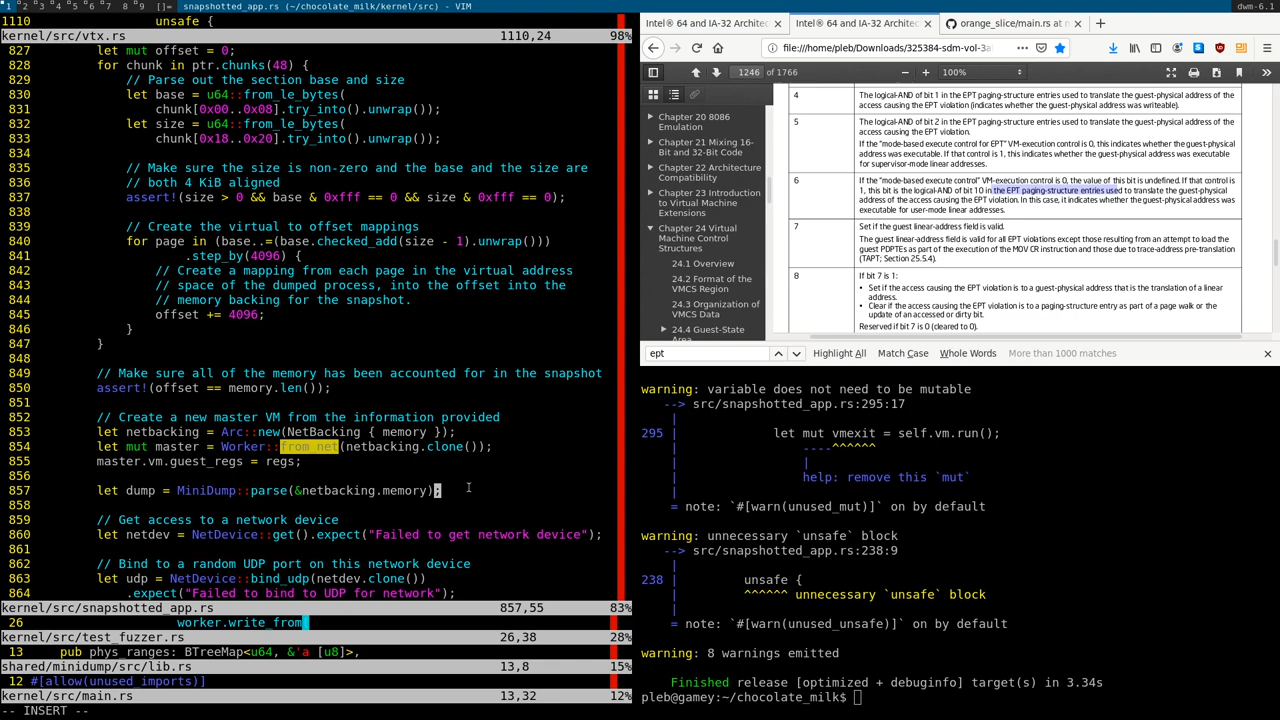 1 2 3 4 5 6 7 8 9 []= snapshotted_app.rs (~/chocolate_milk/kernel/src) - VIM dwm-6.1
1110 unsafe {
kernel/src/vtx.rs 1110,24 98%
827 let mut offset = 0;
828 for chunk in ptr.chunks(48) {
829 // Parse out the section base and size
830 let base = u64::from_le_bytes(
831 chunk[0x00..0x08].try_into().unwrap());
832 let size = u64::from_le_bytes(
833 chunk[0x18..0x20].try_into().unwrap());
834
835 // Make sure the size is non-zero and the base and the size are
836 // both 4 KiB aligned
837 assert!(size > 0 && base & 0xfff == 0 && size & 0xfff == 0);
838
839 // Create the virtual to offset mappings
840 for page in (base..=(base.checked_add(size - 1).unwrap()))
841 .step_by(4096) {
842 // Create a mapping from each page in the virtual address
843 // space of the dumped process, into the offset into the
844 // memory backing for the snapshot.
845 offset += 4096;
846 }
847 }
848
849 // Make sure all of the memory has been accounted for in the snapshot
850 assert!(offset == memory.len());
851
852 // Create a new master VM from the information provided
853 let netbacking = Arc::new(NetBacking { memory });
854 let mut master = Worker::from_net(netbacking.clone());
855 master.vm.guest_regs = regs;
856
857 let dump = MiniDump::parse(&netbacking.memory);
858
859 // Get access to a network device
860 let netdev = NetDevice::get().expect("Failed to get network device");
861
862 // Bind to a random UDP port on this network device
863 let udp = NetDevice::bind_udp(netdev.clone())
864 .expect("Failed to bind to UDP for network");
kernel/src/snapshotted_app.rs 857,55 83%
26 worker.write_from(
kernel/src/test_fuzzer.rs 26,38 28%
13 pub phys_ranges: BTreeMap<u64, &'a [u8]>,
shared/minidump/src/lib.rs 13,8 15%
12 #[allow(unused_imports)]
kernel/src/main.rs 13,32 12%
-- INSERT --
Intel® 64 and IA-32 Architec × Intel® 64 and IA-32 Architec × orange_slice/main.rs at m × +
file:///home/pleb/Downloads/325384-sdm-vol-3a
1246 of 1766 − + 100%
Chapter 20 8086 Emulation
Chapter 21 Mixing 16-Bit and 32-Bit Code
Chapter 22 Architecture Compatibility
Chapter 23 Introduction to Virtual Machine Extensions
Chapter 24 Virtual Machine Control Structures
24.1 Overview
24.2 Format of the VMCS Region
24.3 Organization of VMCS Data
24.4 Guest-State Area
4 The logical-AND of bit 1 in the EPT paging-structure entries used to translate the guest-physical address of the
access causing the EPT violation (indicates whether the guest-physical address was writeable).
5 The logical-AND of bit 2 in the EPT paging-structure entries used to translate the guest-physical address of the
access causing the EPT violation.
If the “mode-based execute control for EPT” VM-execution control is 0, this indicates whether the guest-physical
address was executable. If that control is 1, this indicates whether the guest-physical address was executable
for supervisor-mode linear addresses.
6 If the “mode-based execute control” VM-execution control is 0, the value of this bit is undefined. If that control is
1, this bit is the logical-AND of bit 10 in the EPT paging-structure entries used to translate the guest-physical
address of the access causing the EPT violation. In this case, it indicates whether the guest-physical address was
executable for user-mode linear addresses.
7 Set if the guest linear-address field is valid.
The guest linear-address field is valid for all EPT violations except those resulting from an attempt to load the
guest PDPTEs as part of the execution of the MOV CR instruction and those due to trace-address pre-translation
(TAPT; Section 25.5.4).
8 If bit 7 is 1:
• Set if the access causing the EPT violation is to a guest-physical address that is the translation of a linear
address.
• Clear if the access causing the EPT violation is to a paging-structure entry as part of a page walk or the
update of an accessed or dirty bit.
Reserved if bit 7 is 0 (cleared to 0).
ept Highlight All Match Case Whole Words More than 1000 matches ×
warning: variable does not need to be mutable
--> src/snapshotted_app.rs:295:17
|
295 | let mut vmexit = self.vm.run();
| ----^^^^^^
| |
| help: remove this `mut`
|
= note: `#[warn(unused_mut)]` on by default
warning: unnecessary `unsafe` block
--> src/snapshotted_app.rs:238:9
|
238 | unsafe {
| ^^^^^^ unnecessary `unsafe` block
|
= note: `#[warn(unused_unsafe)]` on by default
warning: 8 warnings emitted
Finished release [optimized + debuginfo] target(s) in 3.34s
pleb@gamey:~/chocolate_milk$